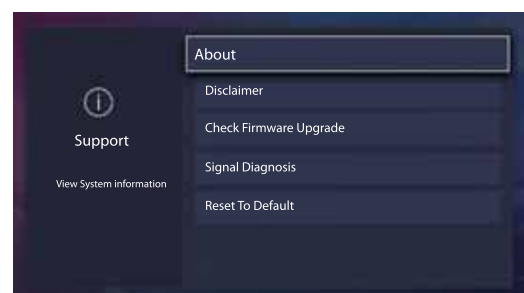 Support
View System information
About
Disclaimer
Check Firmware Upgrade
Signal Diagnosis
Reset To Default